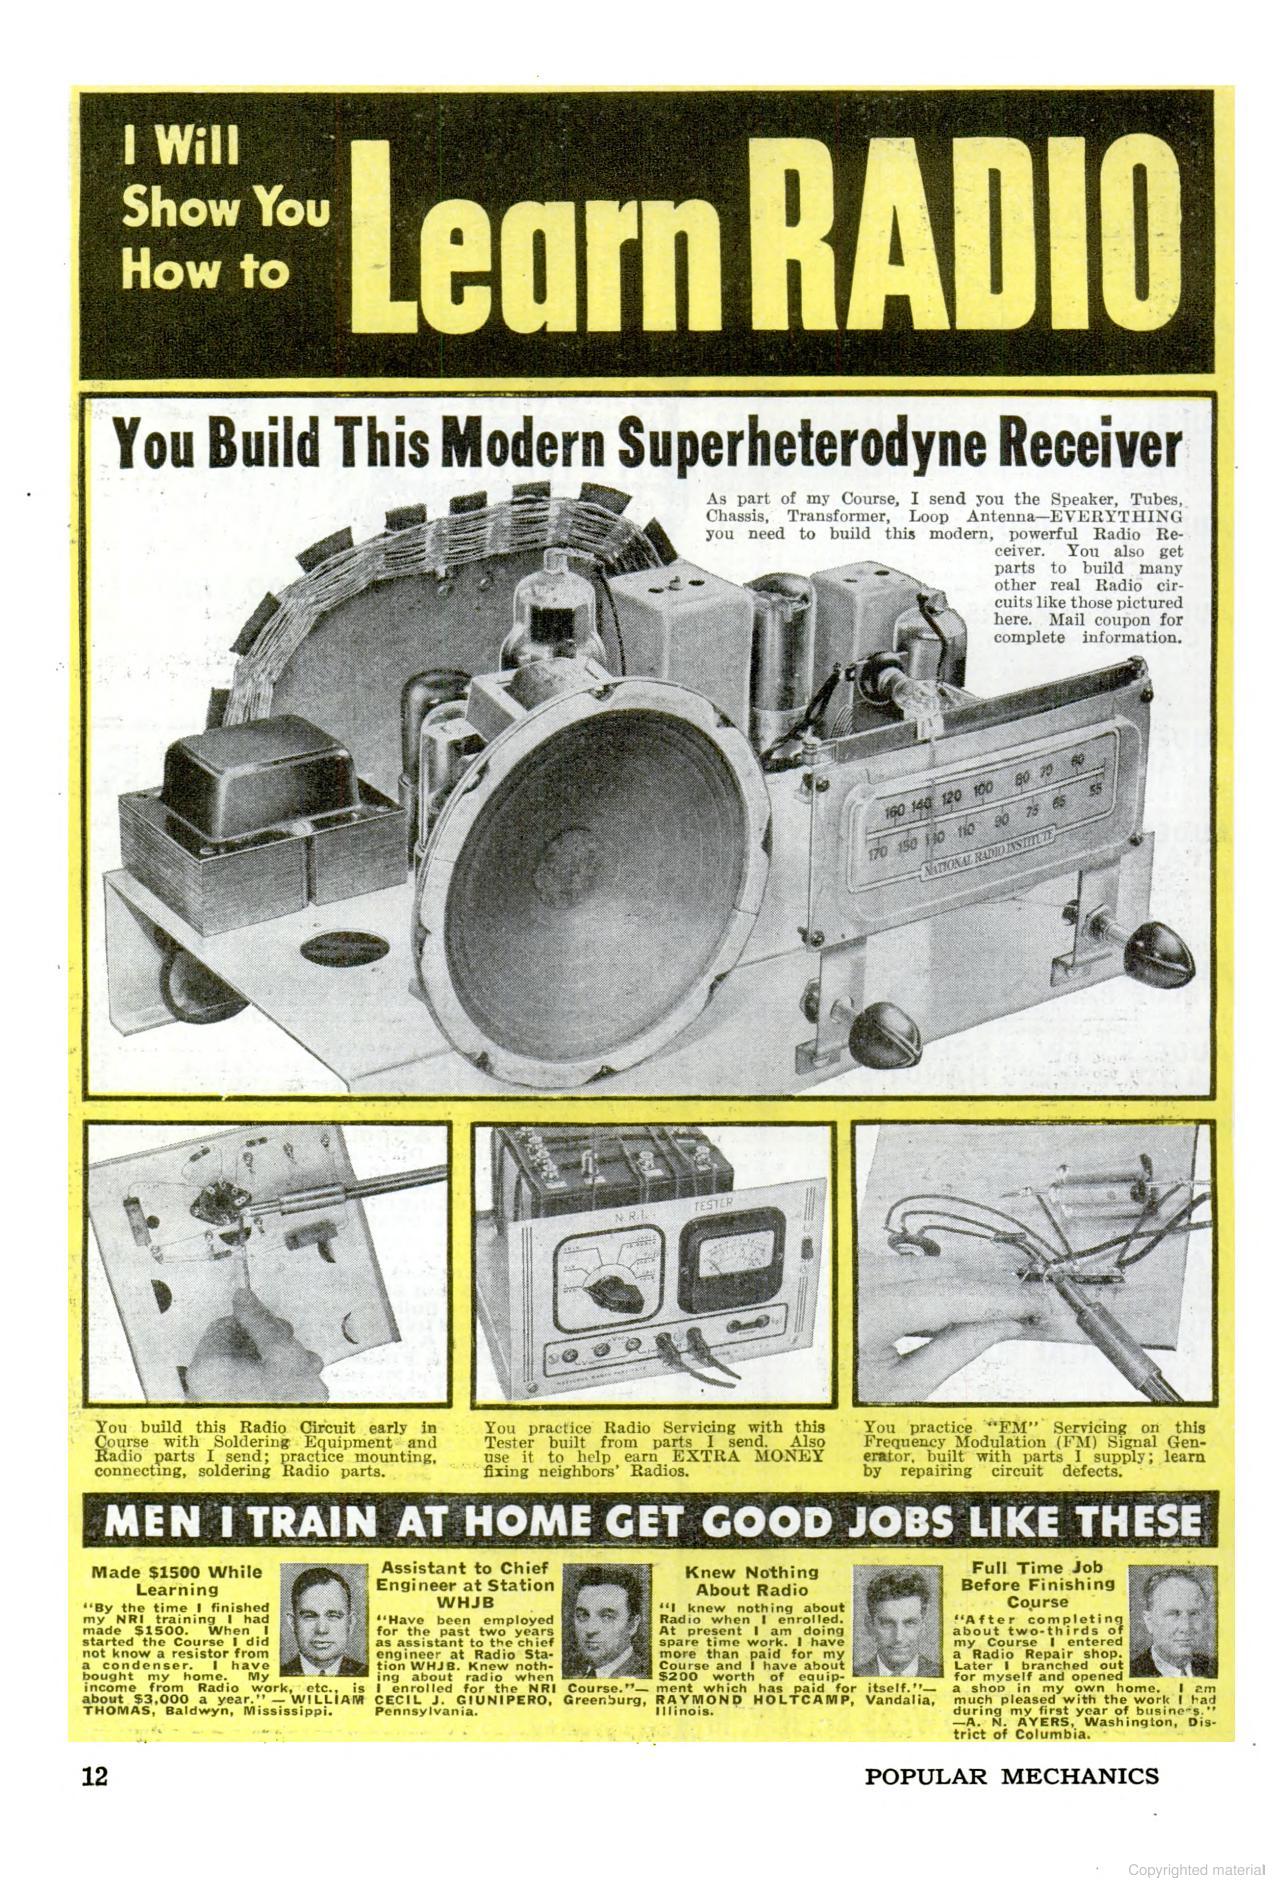 I Will
Show You
How to
Learn RADIO
You Build This Modern Superheterodyne Receiver
As part of my Course, I send you the Speaker, Tubes,
Chassis, Transformer, Loop Antenna—EVERYTHING
you need to build this modern, powerful Radio Re-
ceiver. You also get
parts to build many
other real Radio cir-
cuits like those pictured
here. Mail coupon for
complete information.
160 140 120 100 80 70 60
170 150 130 110 90 75 65 55
NATIONAL RADIO INSTITUTE
N.R.I. TESTER
You build this Radio Circuit early in
Course with Soldering Equipment and
Radio parts I send; practice mounting,
connecting, soldering Radio parts.
You practice Radio Servicing with this
Tester built from parts I send. Also
use it to help earn EXTRA MONEY
fixing neighbors' Radios.
You practice "FM" Servicing on this
Frequency Modulation (FM) Signal Gen-
erator, built with parts I supply; learn
by repairing circuit defects.
MEN I TRAIN AT HOME GET GOOD JOBS LIKE THESE
Made $1500 While
Learning
"By the time I finished
my NRI training I had
made $1500. When I
started the Course I did
not know a resistor from
a condenser. I have
bought my home. My
income from Radio work, etc., is
about $3,000 a year."—WILLIAM
THOMAS, Baldwyn, Mississippi.
Assistant to Chief
Engineer at Station
WHJB
"Have been employed
for the past two years
as assistant to the chief
engineer at Radio Sta-
tion WHJB. Knew noth-
ing about radio when
I enrolled for the NRI Course."—
CECIL J. GIUNIPERO, Greenburg,
Pennsylvania.
Knew Nothing
About Radio
"I knew nothing about
Radio when I enrolled.
At present I am doing
spare time work. I have
more than paid for my
Course and I have about
$200 worth of equip-
ment which has paid for itself."—
RAYMOND HOLTCAMP, Vandalia,
Illinois.
Full Time Job
Before Finishing
Course
"After completing
about two-thirds of
my Course I entered
a Radio Repair shop.
Later I branched out
for myself and opened
a shop in my own home. I am
much pleased with the work I had
during my first year of business."
—A. N. AYERS, Washington, Dis-
trict of Columbia.
12
POPULAR MECHANICS
Copyrighted material